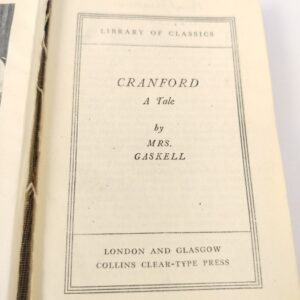 LIBRARY OF CLASSICS
CRANFORD
A Tale
by
MRS.
GASKELL
LONDON AND GLASGOW
COLLINS CLEAR-TYPE PRESS